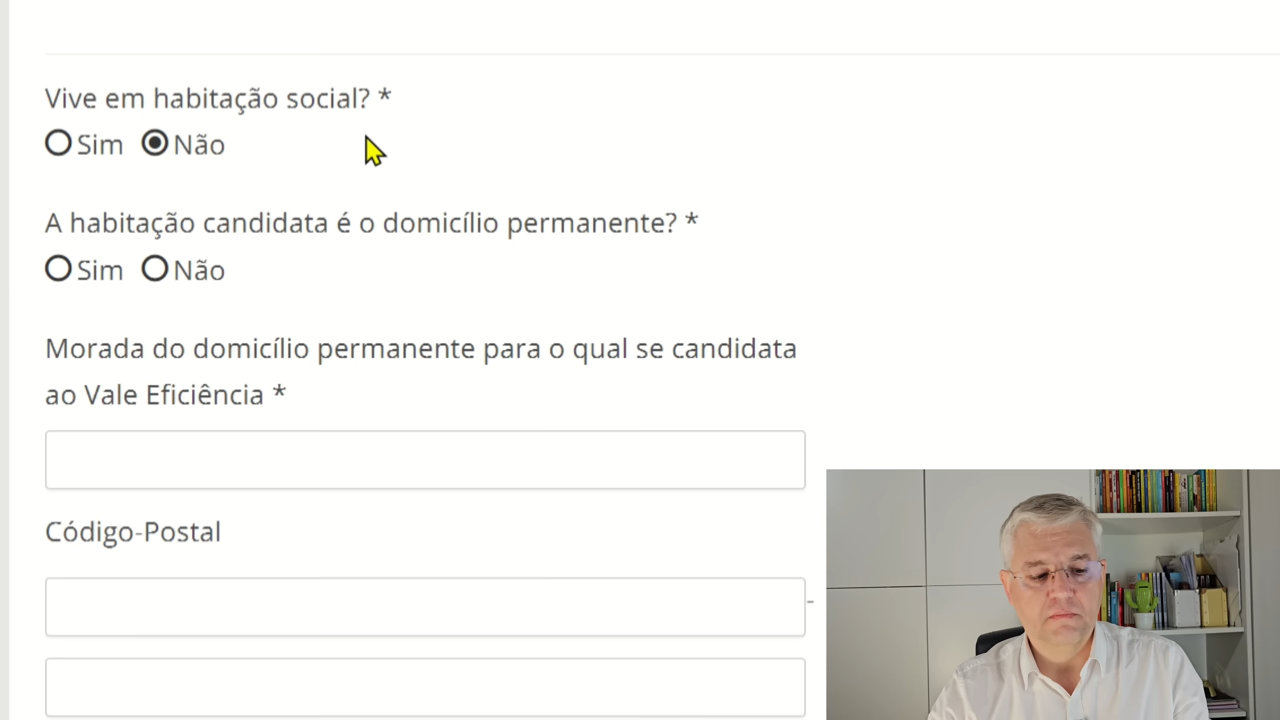 Vive em habitação social? *
Sim Não
A habitação candidata é o domicílio permanente? *
Sim Não
Morada do domicílio permanente para o qual se candidata
ao Vale Eficiência *
Código-Postal
-